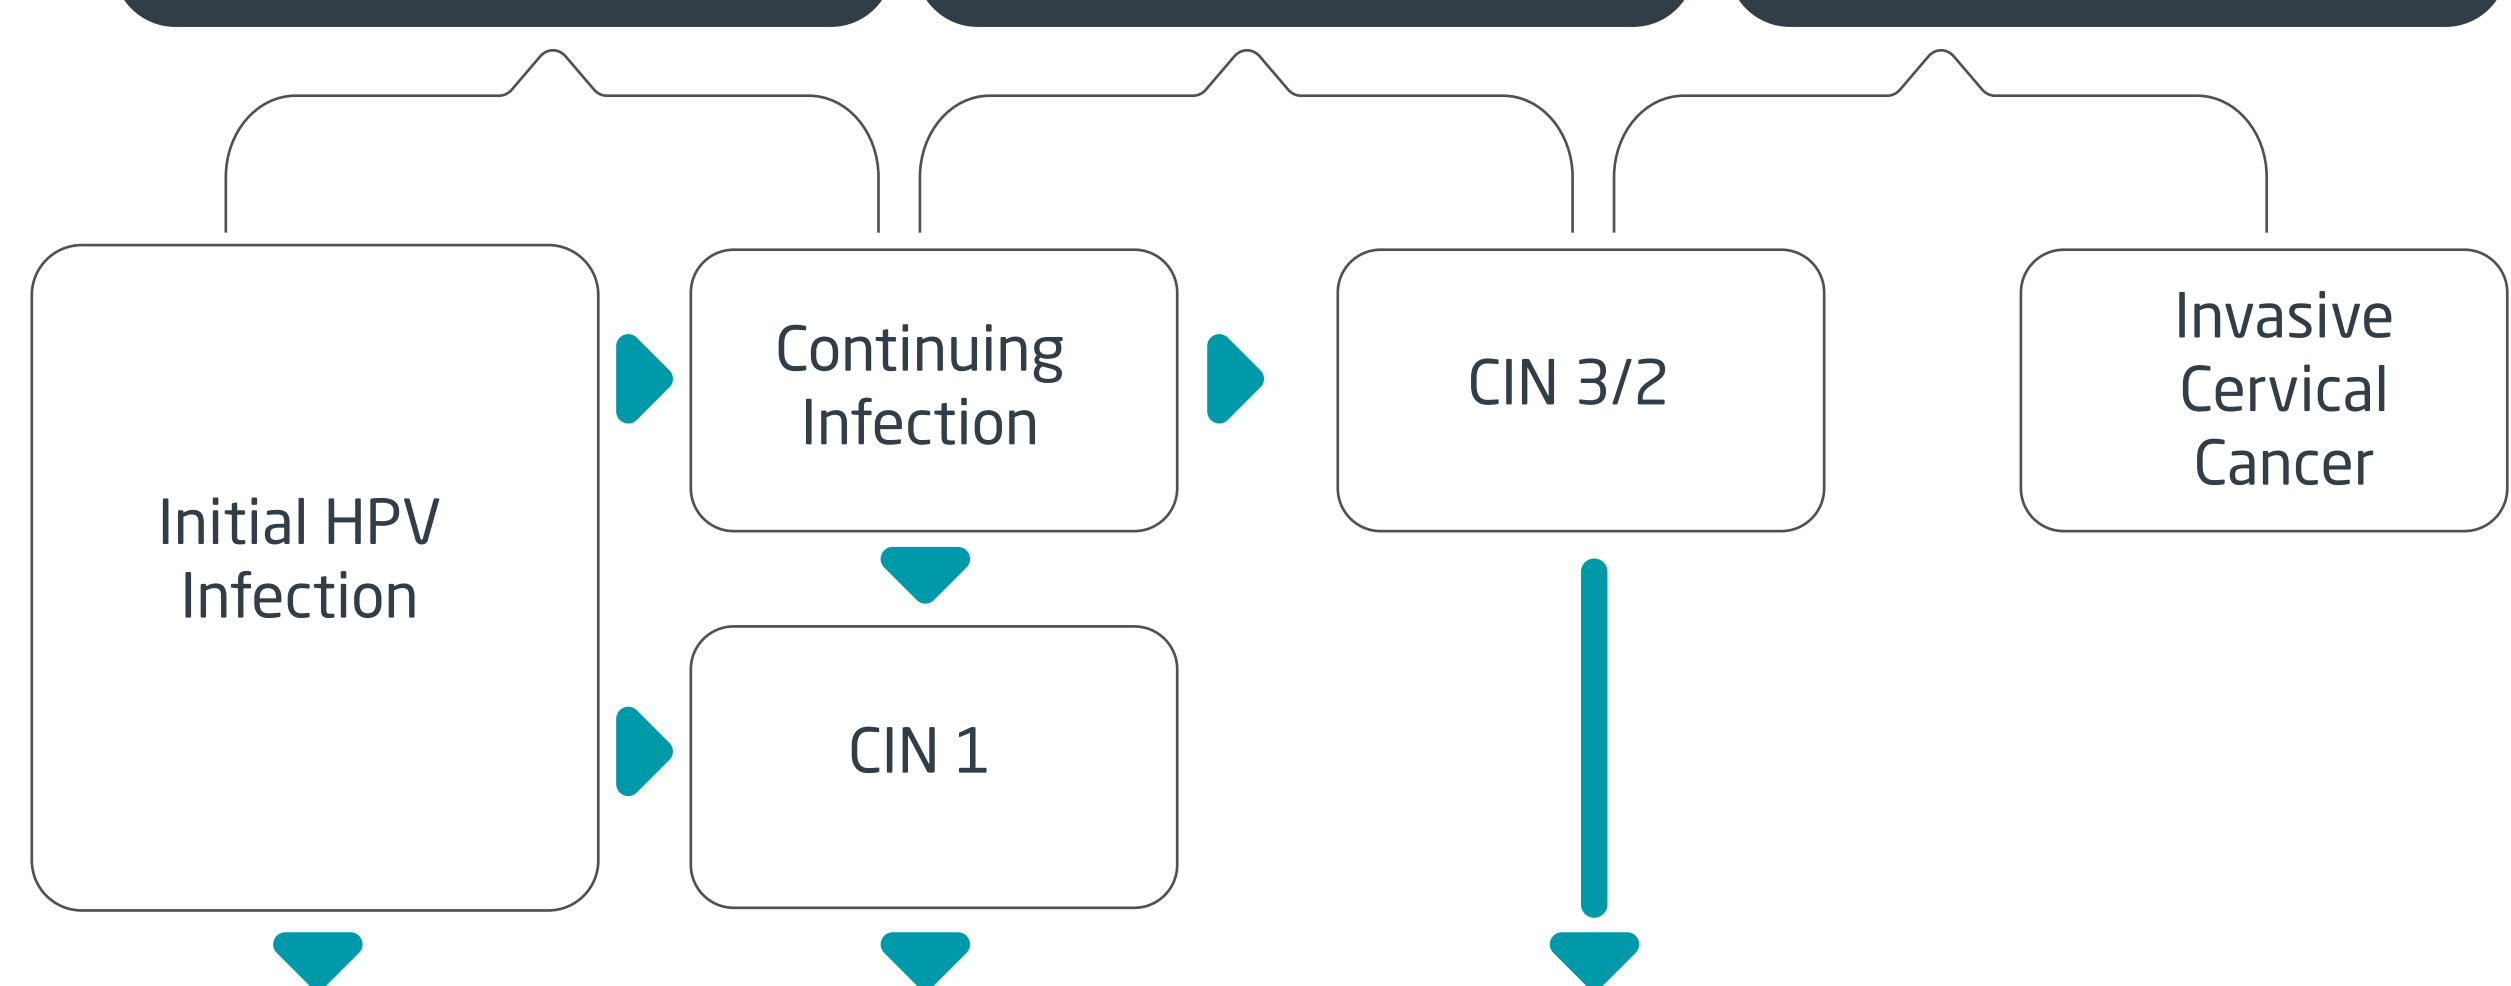 Initial HPV
Infection
Continuing
Infection
CIN 1
CIN 3/2
Invasive
Cervical
Cancer